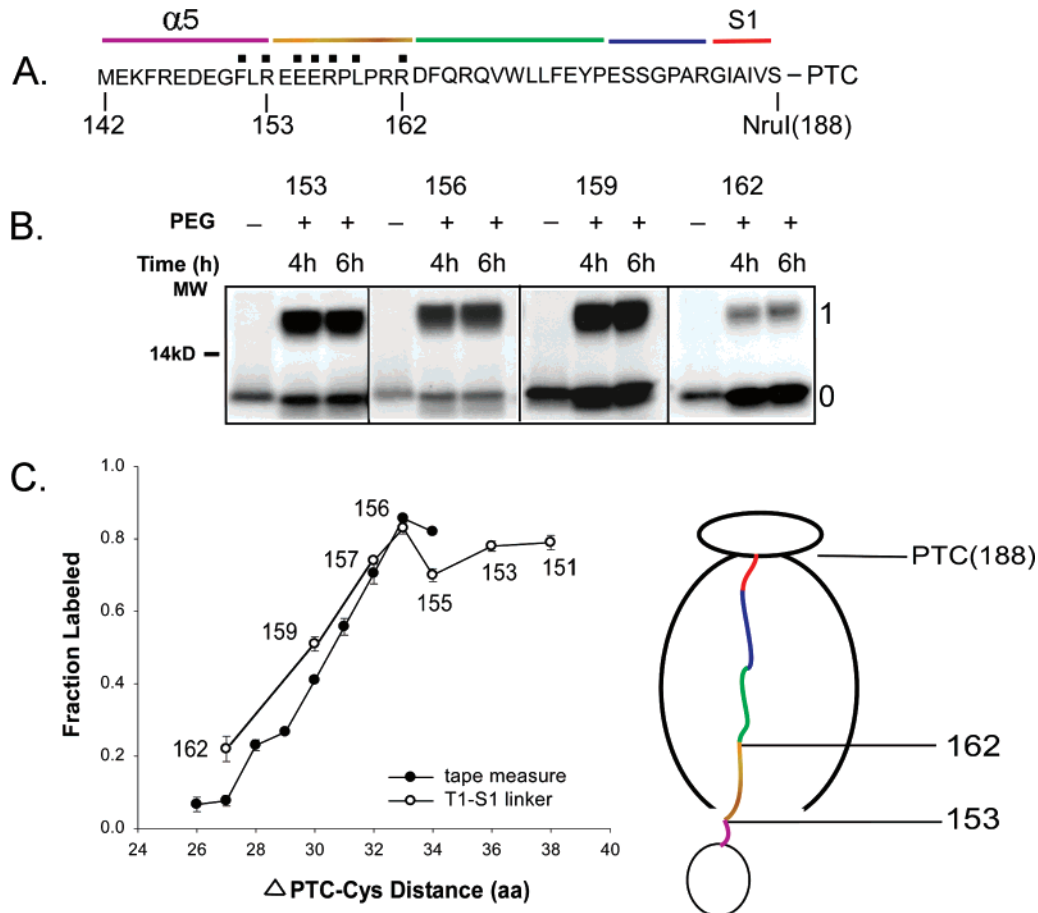 α5 S1
A. MEKFREDEGFLREEERPLPRRDFQRQVWLLFEYPESSGPARGIAIVS – PTC
142 153 162 NruI(188)
153 156 159 162
B. PEG – + + – + + – + + – + +
Time (h) 4h 6h 4h 6h 4h 6h 4h 6h
MW
1
14kD
0
C.
1.0
0.8
0.6
0.4
0.2
0.0
Fraction Labeled
156
157
159
162
155
153
151
tape measure
T1-S1 linker
24 26 28 30 32 34 36 38 40
△ PTC-Cys Distance (aa)
PTC(188)
162
153